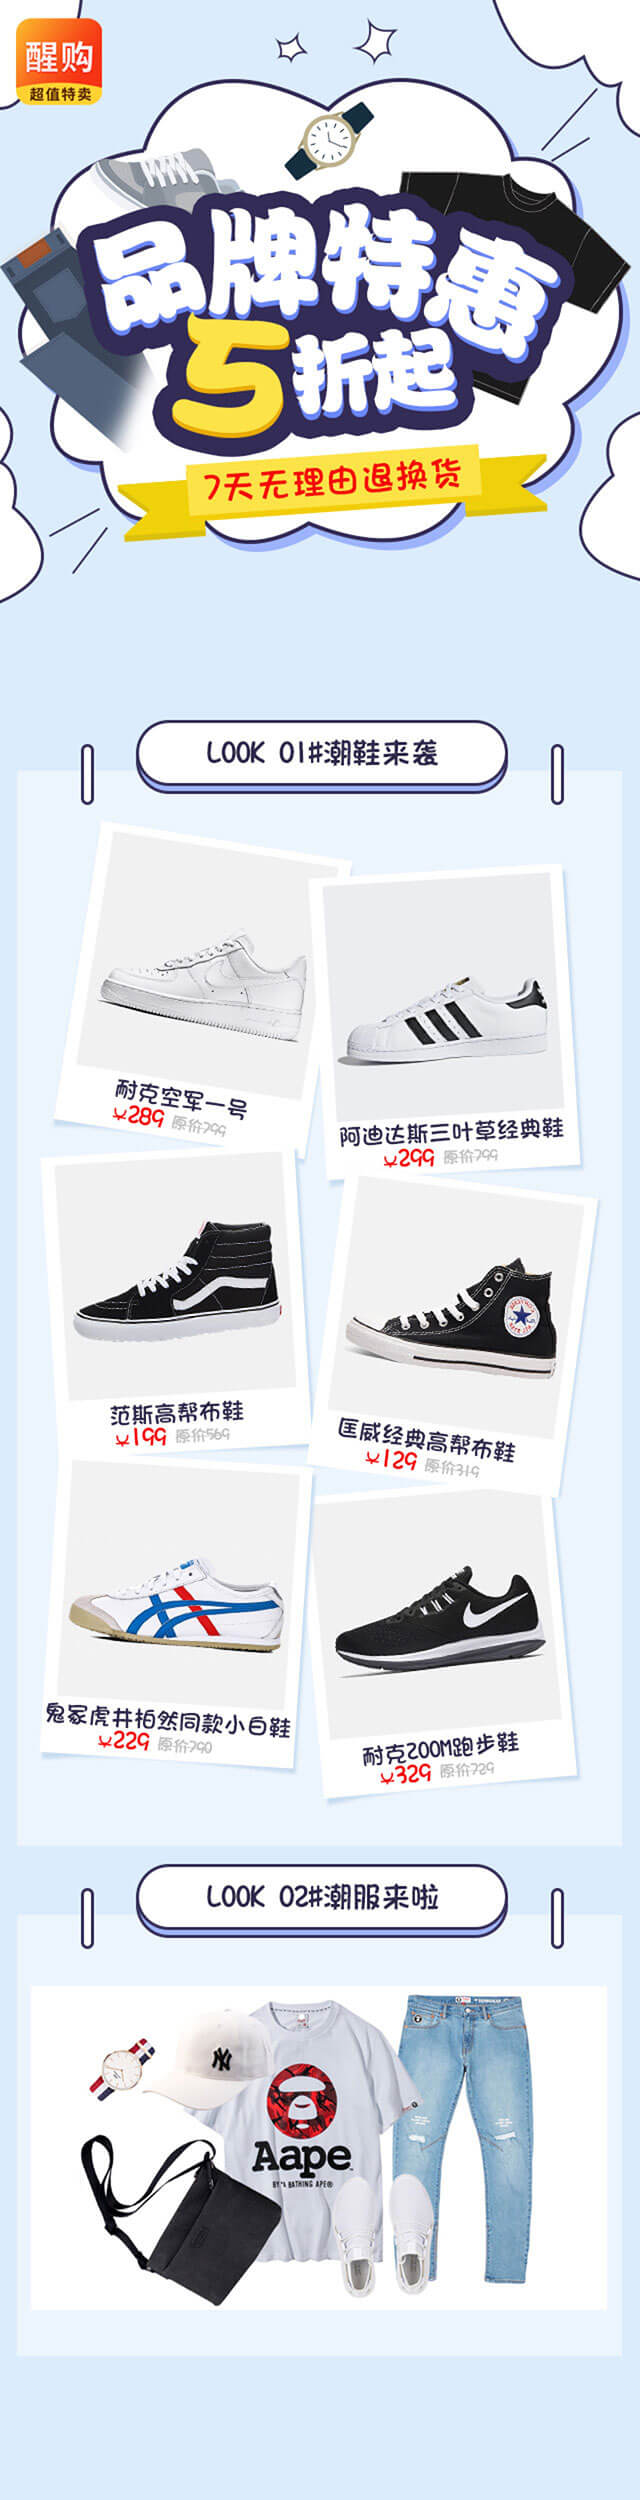 醒购
超值特卖
品牌特惠
5折起
7天无理由退换货
LOOK 01#潮鞋来袭
耐克空军一号
¥289 原价799
阿迪达斯三叶草经典鞋
¥299 原价799
范斯高帮布鞋
¥199 原价569
匡威经典高帮布鞋
¥129 原价319
鬼冢虎井柏然同款小白鞋
¥229 原价790
耐克200M跑步鞋
¥329 原价729
LOOK 02#潮服来啦
NY
Aape
BY *A BATHING APE®